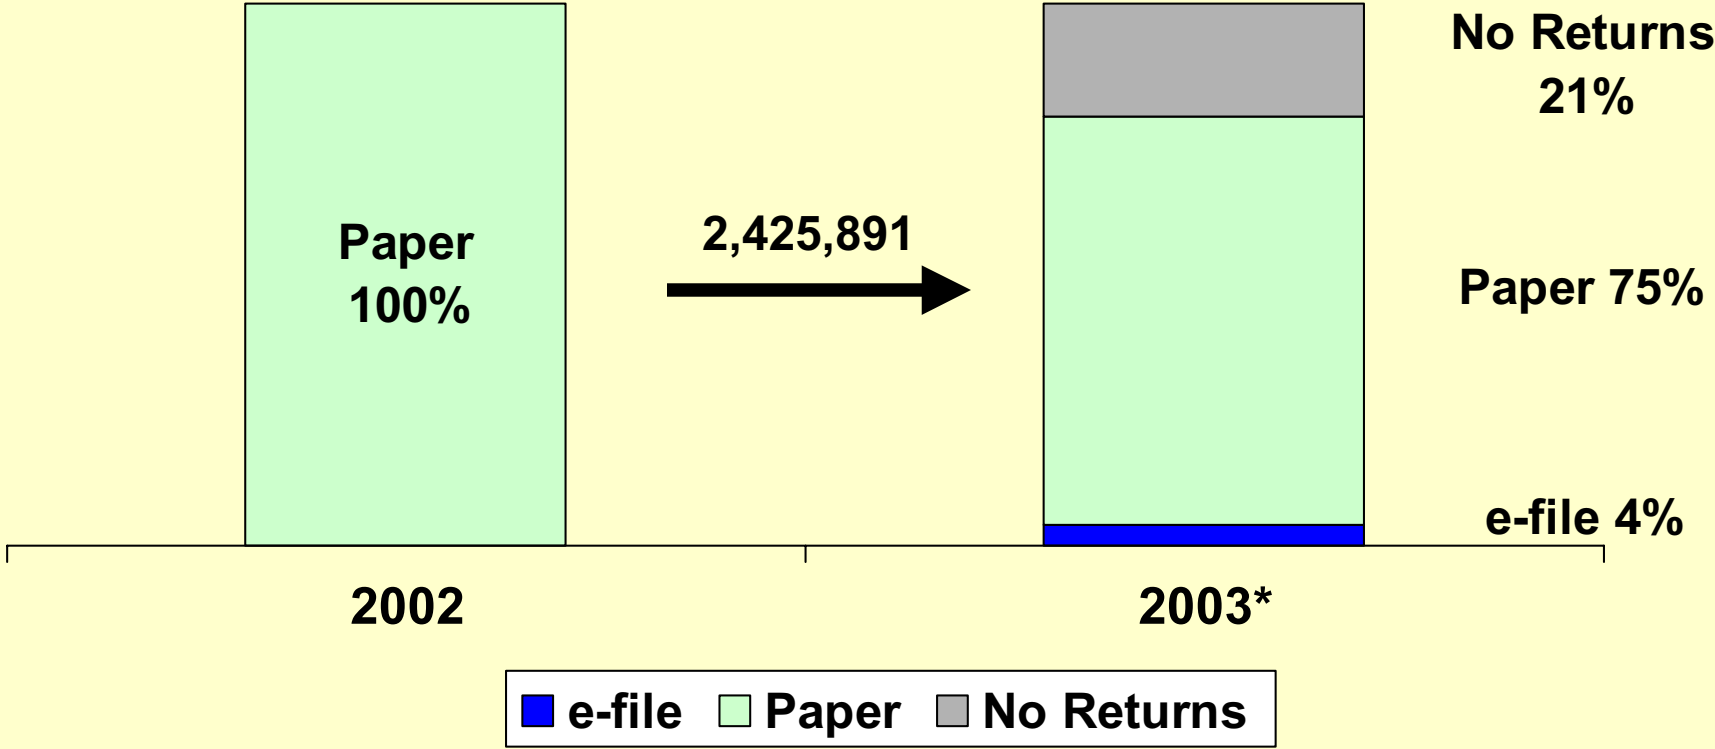 No Returns
21%
Paper
100%
2,425,891
Paper 75%
e-file 4%
2002
2003*
e-file
Paper
No Returns